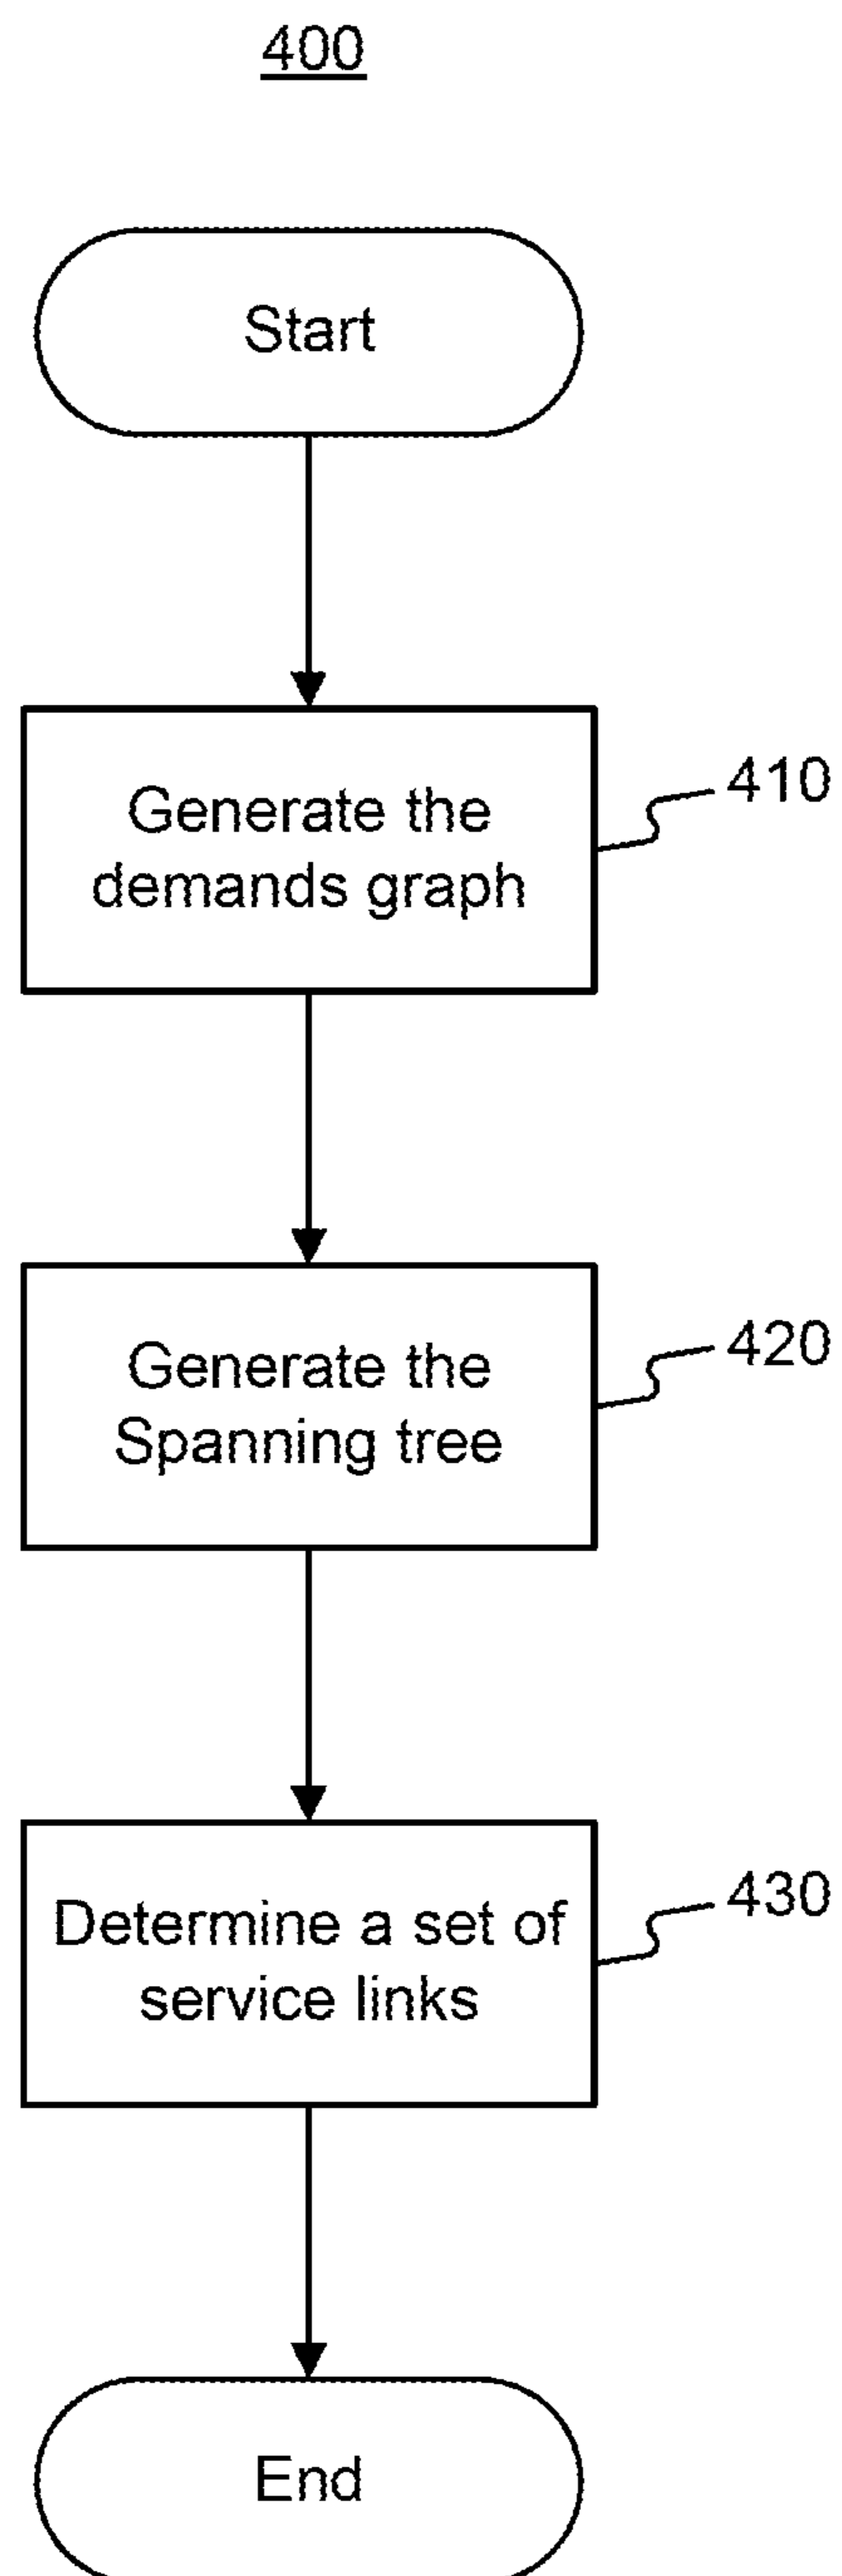 400
Start
Generate the
demands graph
410
Generate the
Spanning tree
420
Determine a set of
service links
430
End